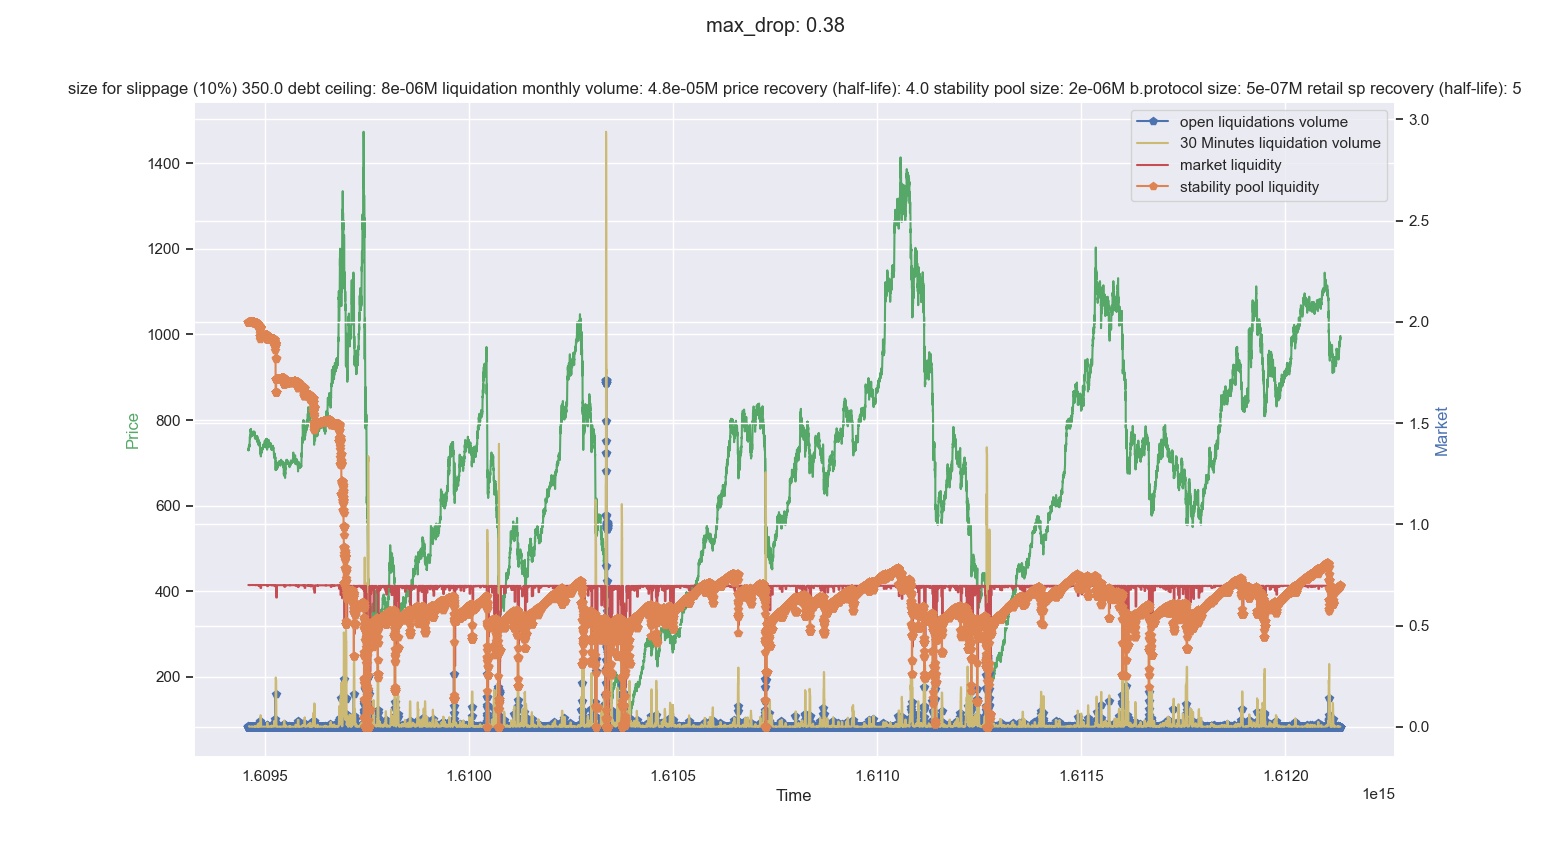 max_drop: 0.38
size for slippage (10%) 350.0 debt ceiling: 8e-06M liquidation monthly volume: 4.8e-05M price recovery (half-life): 4.0 stability pool size: 2e-06M b.protocol size: 5e-07M retail sp recovery (half-life): 5
open liquidations volume
30 Minutes liquidation volume
market liquidity
stability pool liquidity
1400
1200
1000
800
600
400
200
Price
3.0
2.5
2.0
1.5
1.0
0.5
0.0
Market
1.6095 1.6100 1.6105 1.6110 1.6115 1.6120
Time
1e15